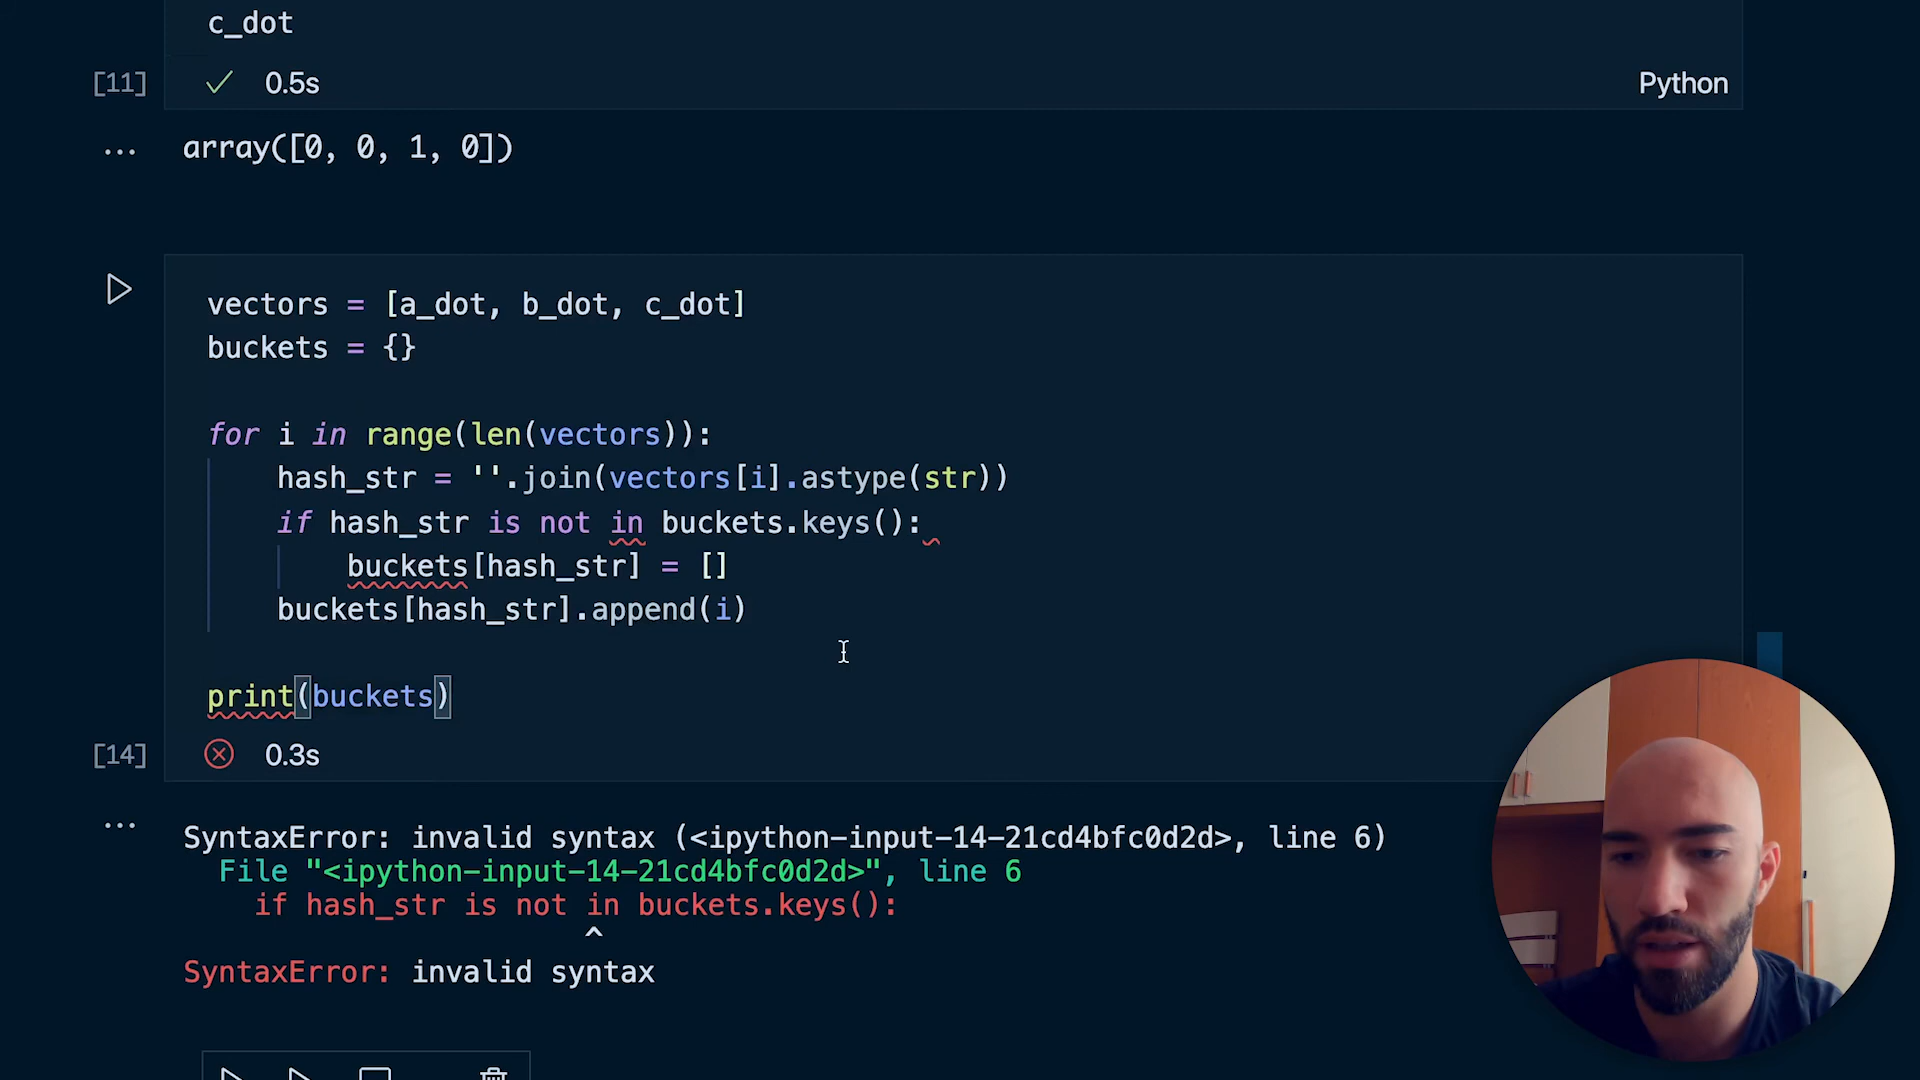 c_dot
[11] 0.5s Python
... array([0, 0, 1, 0])
vectors = [a_dot, b_dot, c_dot]
buckets = {}
for i in range(len(vectors)):
hash_str = ''.join(vectors[i].astype(str))
if hash_str is not in buckets.keys():
buckets[hash_str] = []
buckets[hash_str].append(i)
print(buckets)
[14] 0.3s
... SyntaxError: invalid syntax (<ipython-input-14-21cd4bfc0d2d>, line 6)
File "<ipython-input-14-21cd4bfc0d2d>", line 6
if hash_str is not in buckets.keys():
^
SyntaxError: invalid syntax